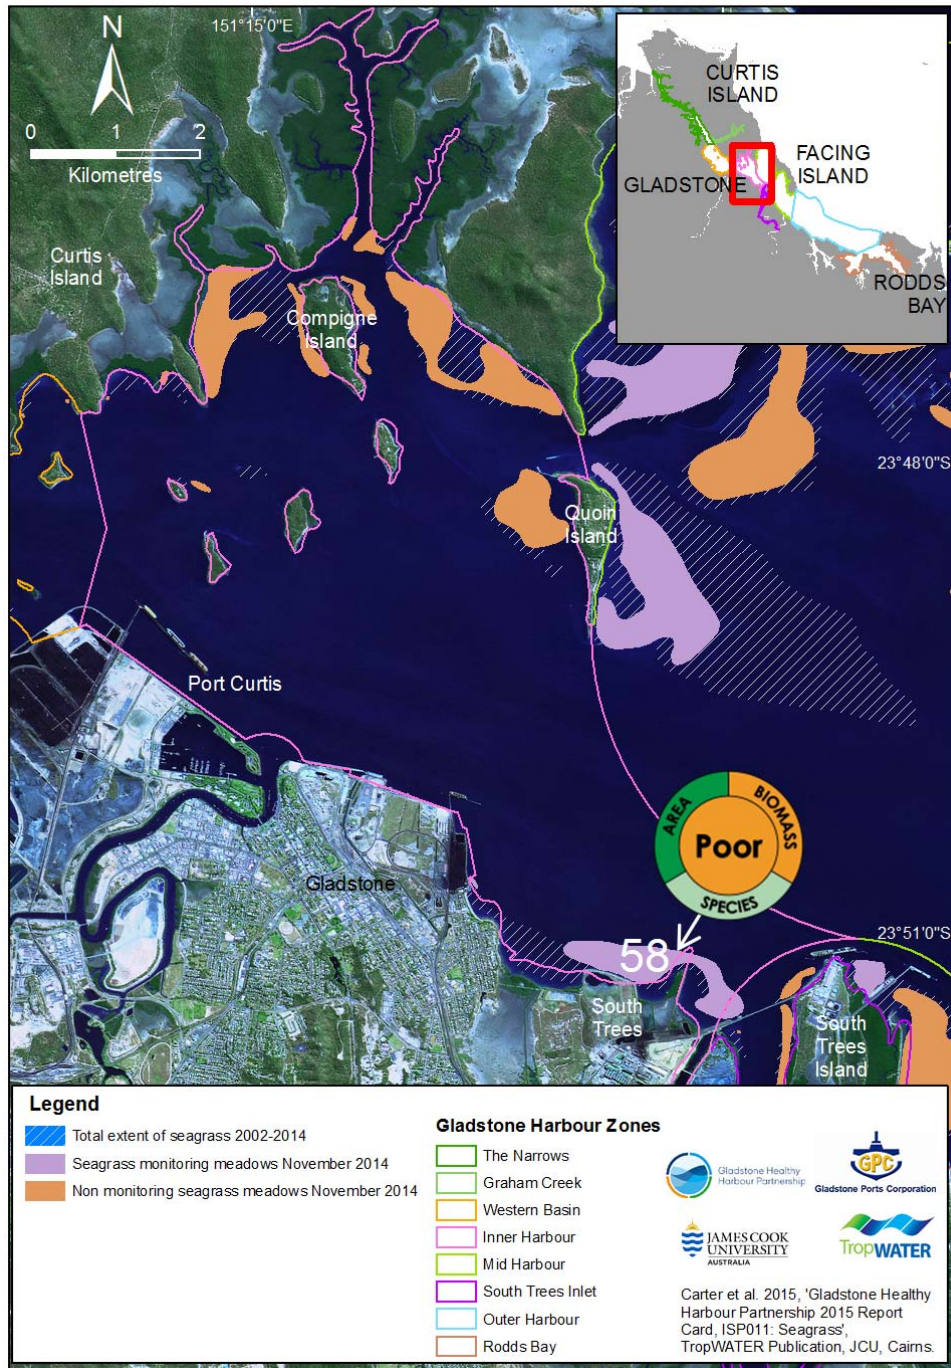 151°15'0"E
N
0 1 2
Kilometres
CURTIS
ISLAND
FACING
ISLAND
GLADSTONE
RODDS
BAY
Curtis
Island
Compigne
Island
23°48'0"S
Quoin
Island
Port Curtis
AREA
BIOMASS
Poor
SPECIES
Gladstone
23°51'0"S
58
South
Trees
South
Trees
Island
Legend
Total extent of seagrass 2002-2014
Seagrass monitoring meadows November 2014
Non monitoring seagrass meadows November 2014
Gladstone Harbour Zones
The Narrows
Graham Creek
Western Basin
Inner Harbour
Mid Harbour
South Trees Inlet
Outer Harbour
Rodds Bay
Gladstone Healthy
Harbour Partnership
GPC
Gladstone Ports Corporation
JAMES COOK
UNIVERSITY
AUSTRALIA
TropWATER
Carter et al. 2015, 'Gladstone Healthy
Harbour Partnership 2015 Report
Card, ISP011: Seagrass',
TropWATER Publication, JCU, Cairns.